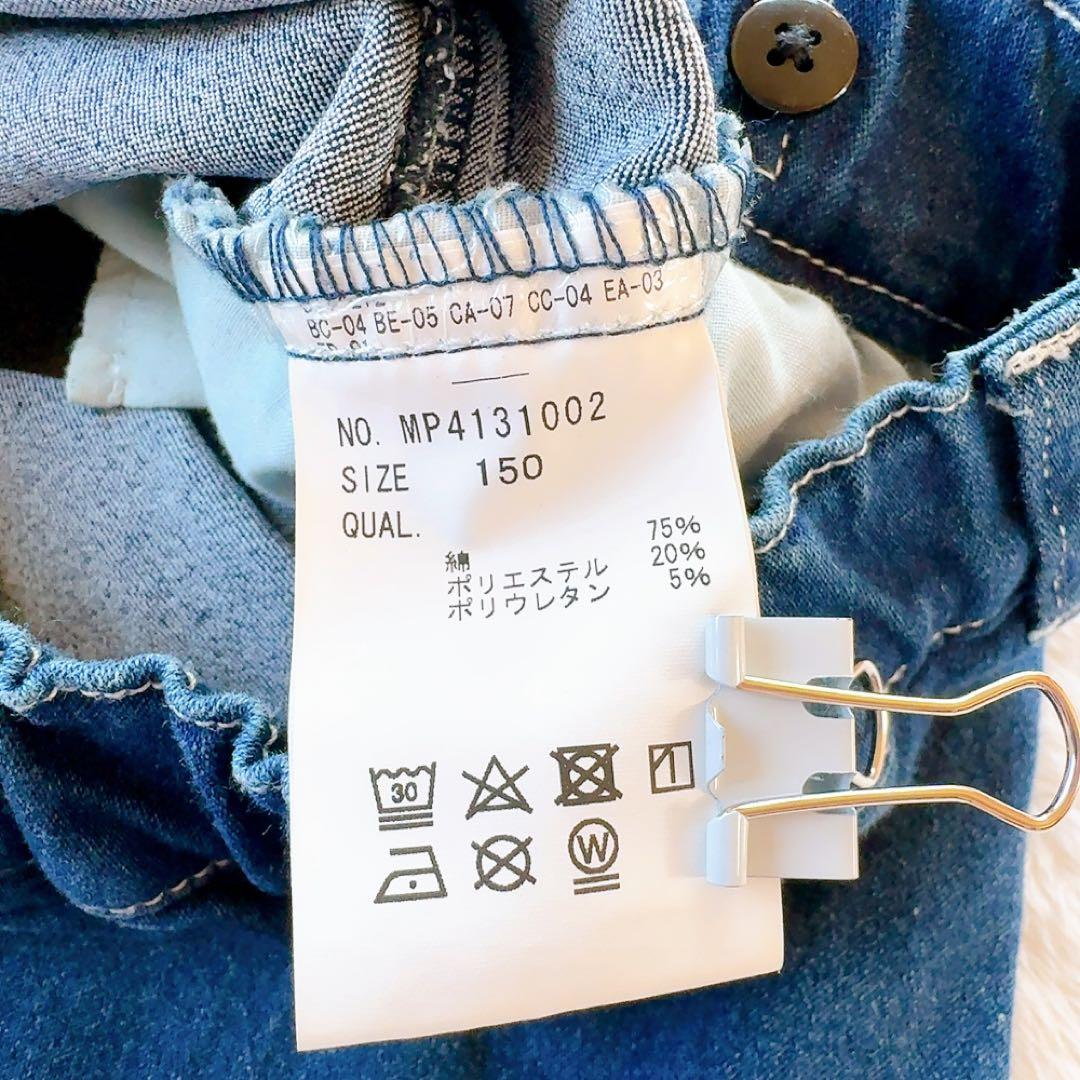 BC-04 BE-05 CA-07 CC-04 EA-03
NO. MP4131002
SIZE 150
QUAL.
綿 75%
ポリエステル 20%
ポリウレタン 5%
30
W